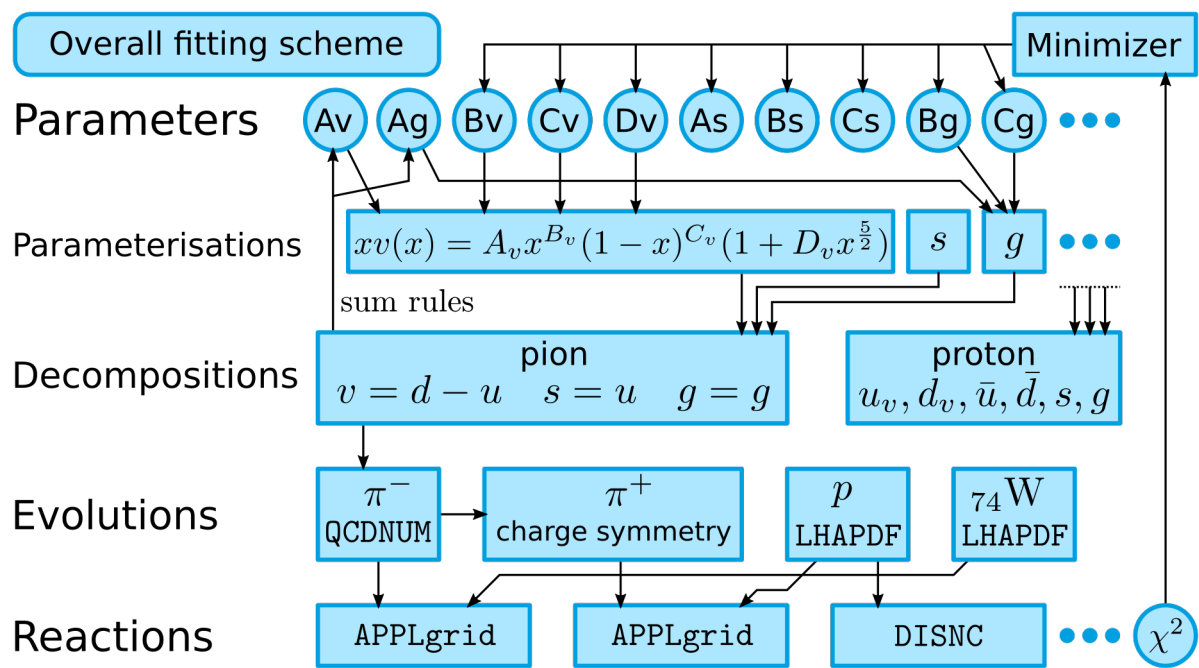 Overall fitting scheme
Minimizer
Parameters
Av Ag Bv Cv Dv As Bs Cs Bg Cg
Parameterisations
xv(x) = A_v x^{B_v}(1 − x)^{C_v}(1 + D_v x^{5/2})
s
g
sum rules
Decompositions
pion
v = d − u s = u g = g
proton
u_v, d_v, ū, d̄, s, g
Evolutions
π⁻
QCDNUM
π⁺
charge symmetry
p
LHAPDF
₇₄W
LHAPDF
Reactions
APPLgrid
APPLgrid
DISNC
χ²